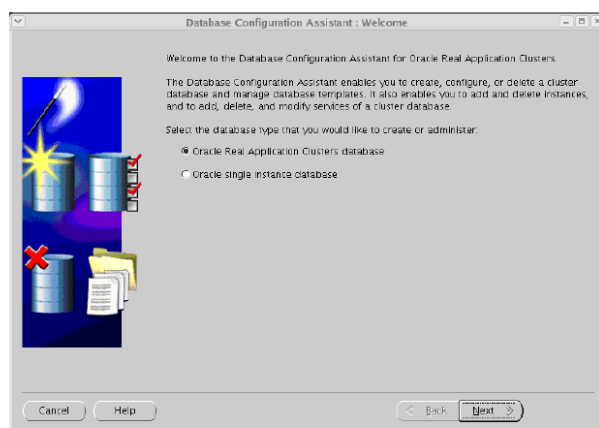 Database Configuration Assistant : Welcome
Welcome to the Database Configuration Assistant for Oracle Real Application Clusters.
The Database Configuration Assistant enables you to create, configure, or delete a cluster
database and manage database templates. It also enables you to add and delete instances,
and to add, delete, and modify services of a cluster database.
Select the database type that you would like to create or administer:
Oracle Real Application Clusters database
Oracle single instance database
Cancel
Help
Back
Next